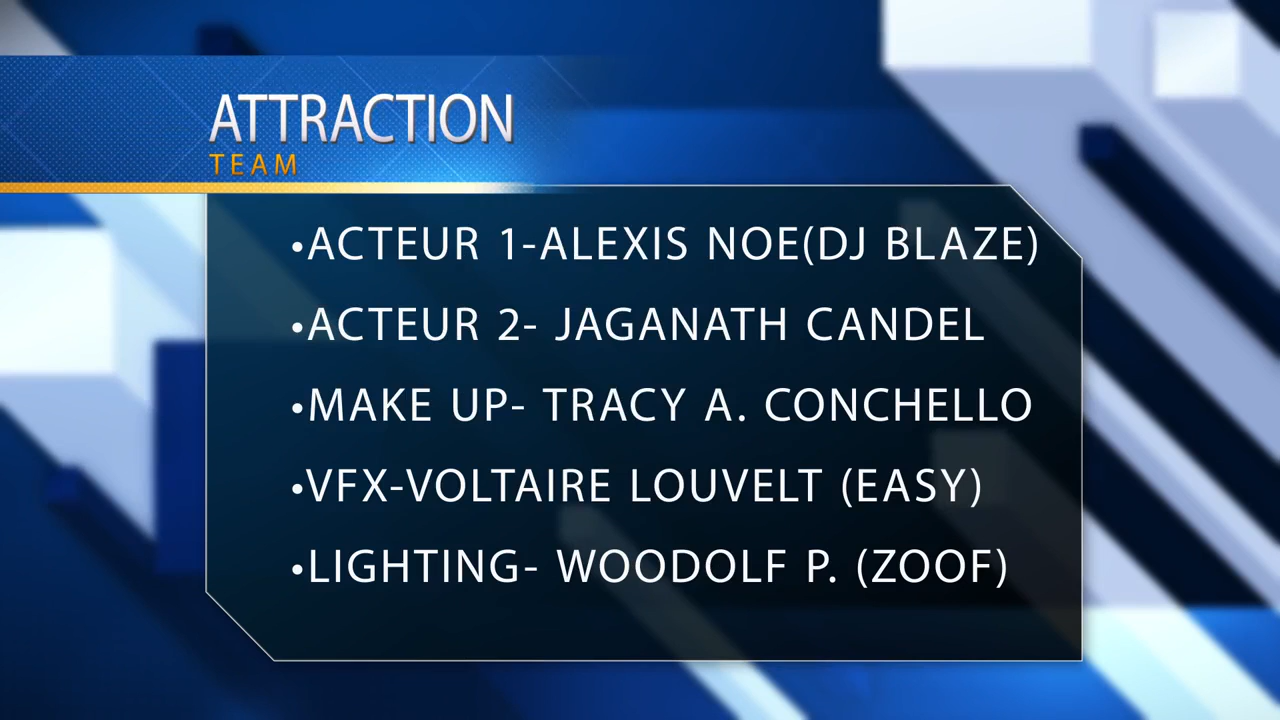 ATTRACTION
TEAM
•ACTEUR 1-ALEXIS NOE(DJ BLAZE)
•ACTEUR 2- JAGANATH CANDEL
•MAKE UP- TRACY A. CONCHELLO
•VFX-VOLTAIRE LOUVELT (EASY)
•LIGHTING- WOODOLF P. (ZOOF)